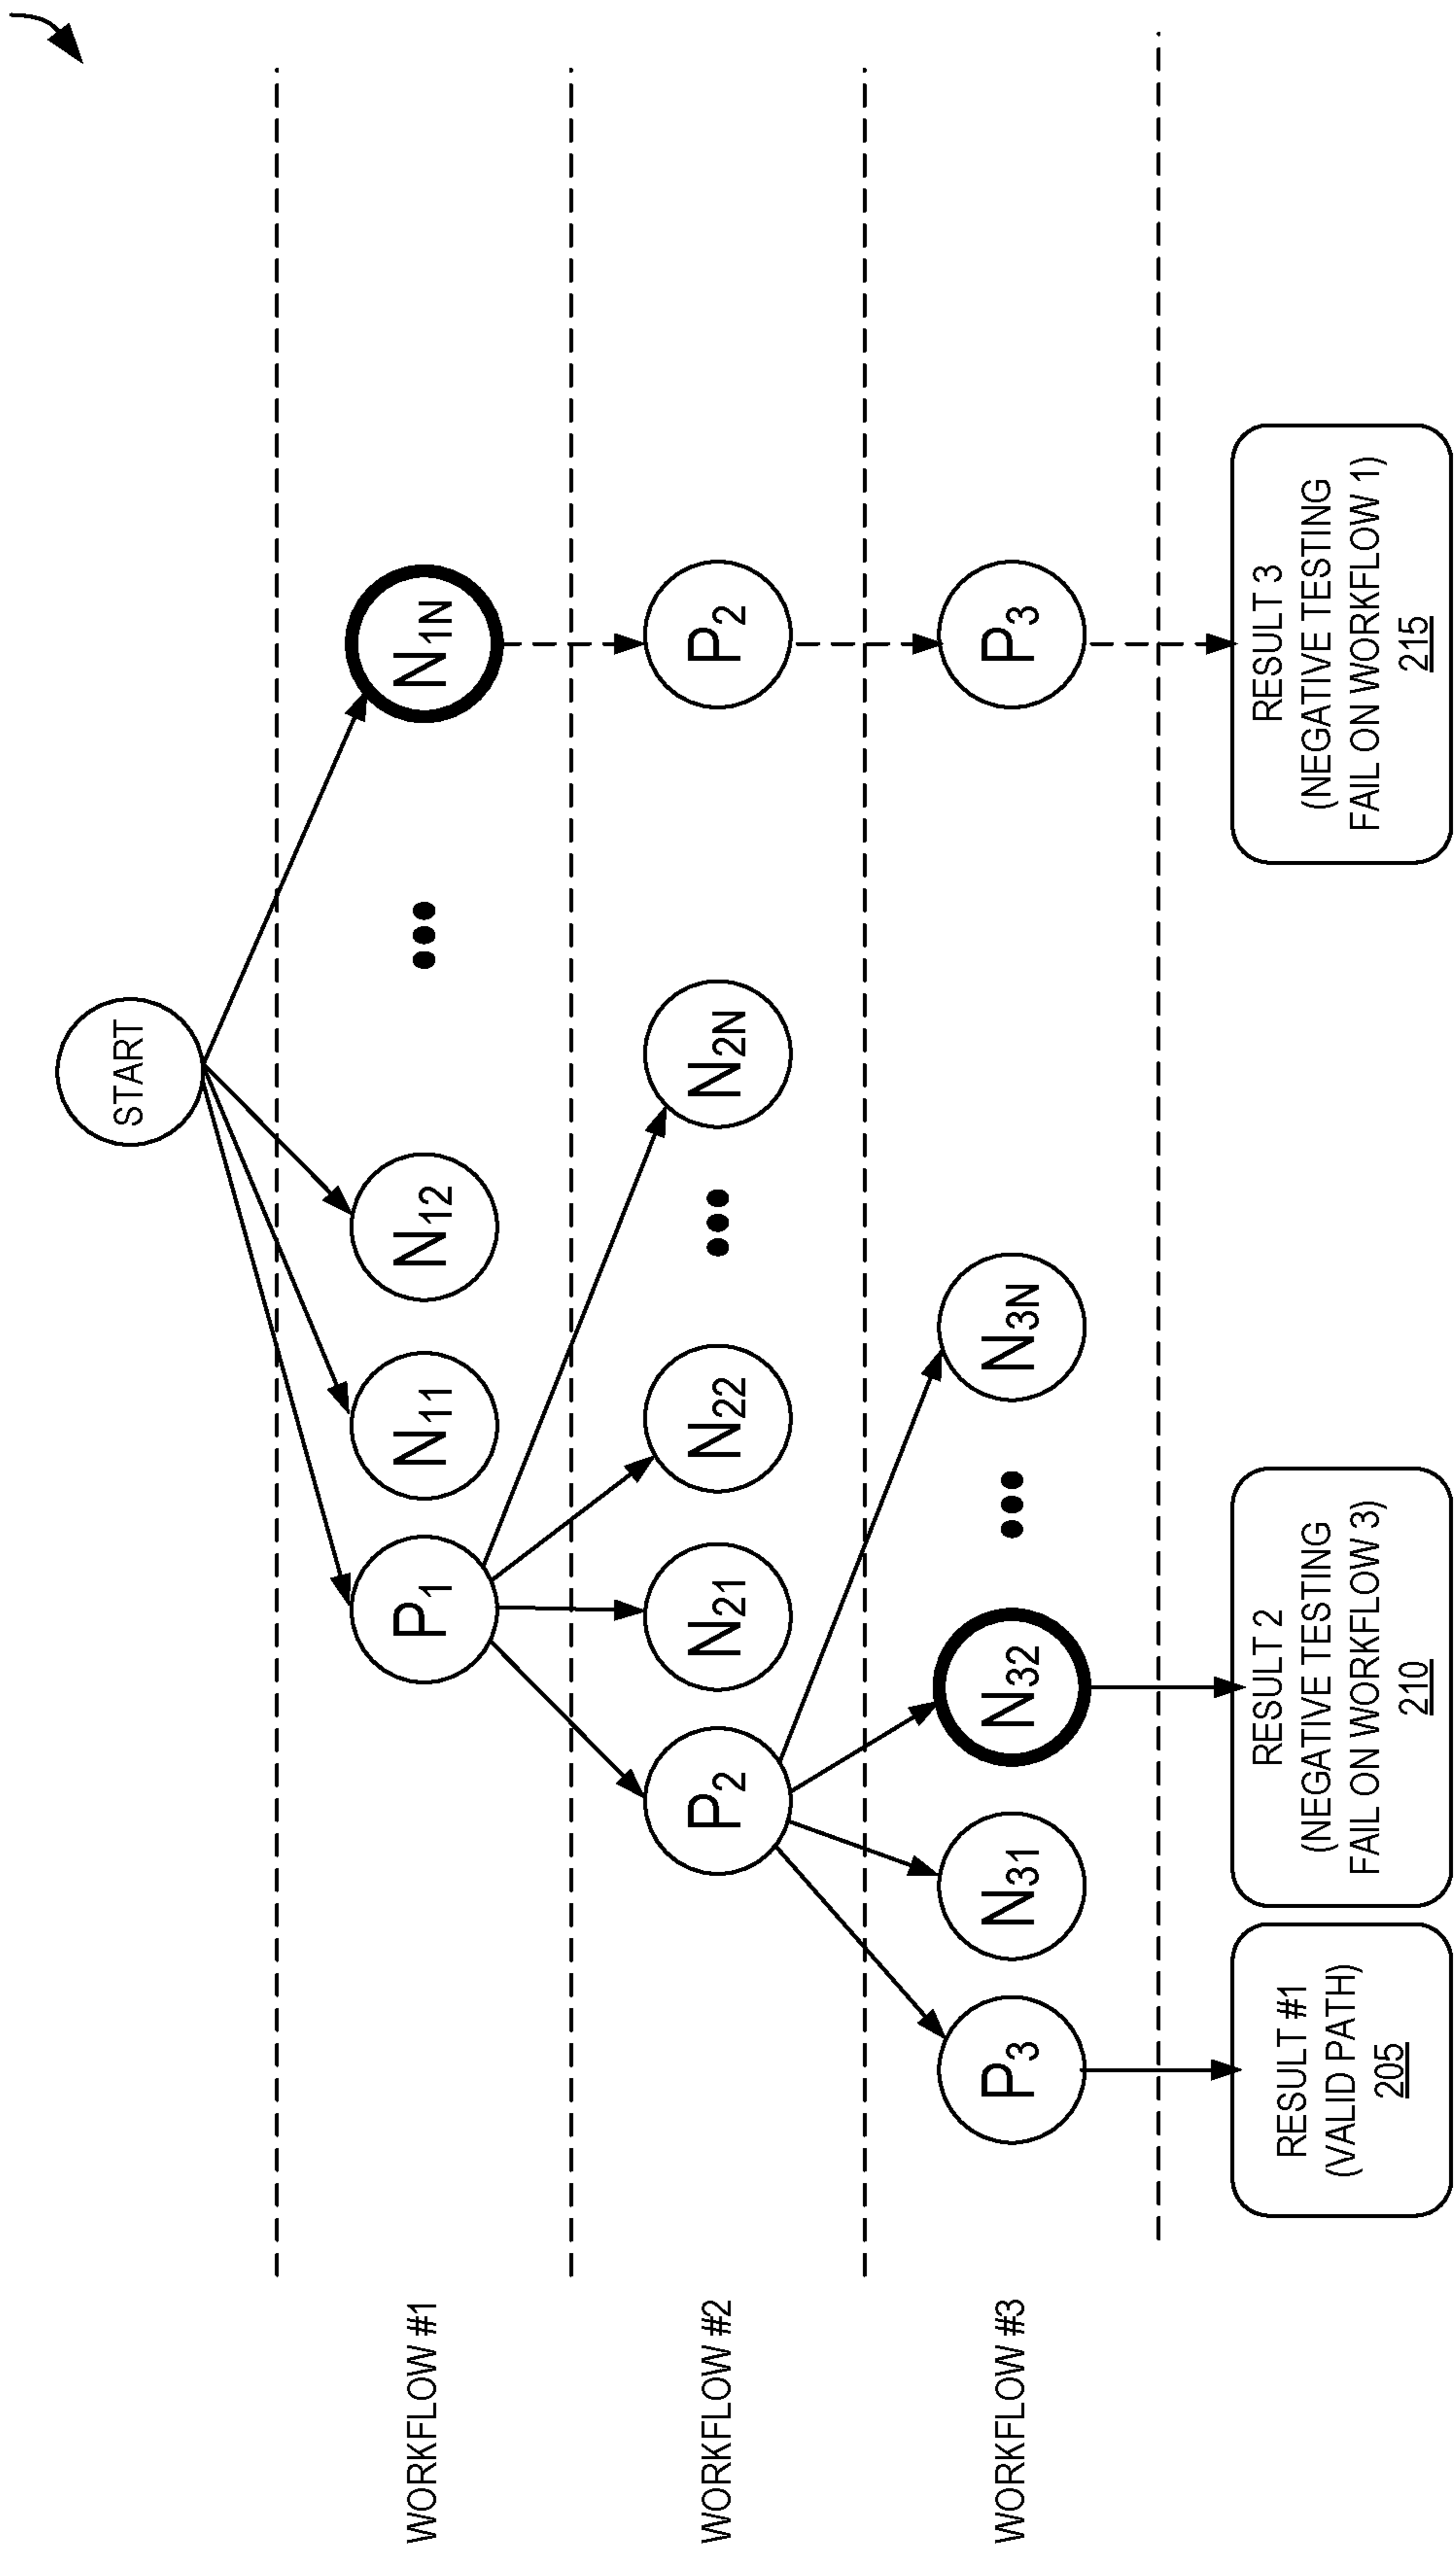 START
WORKFLOW #1
P1
N11
N12
•••
N1N
WORKFLOW #2
P2
N21
N22
•••
N2N
P2
WORKFLOW #3
P3
N31
N32
•••
N3N
P3
RESULT #1
(VALID PATH)
205
RESULT 2
(NEGATIVE TESTING
FAIL ON WORKFLOW 3)
210
RESULT 3
(NEGATIVE TESTING
FAIL ON WORKFLOW 1)
215